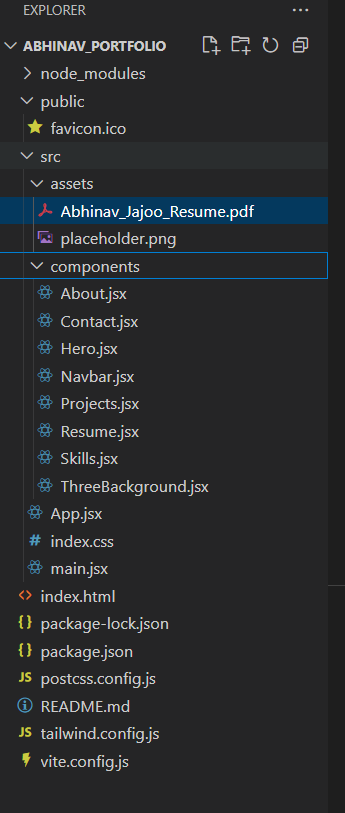 EXPLORER
ABHINAV_PORTFOLIO
node_modules
public
favicon.ico
src
assets
Abhinav_Jajoo_Resume.pdf
placeholder.png
components
About.jsx
Contact.jsx
Hero.jsx
Navbar.jsx
Projects.jsx
Resume.jsx
Skills.jsx
ThreeBackground.jsx
App.jsx
# index.css
main.jsx
<> index.html
{} package-lock.json
{} package.json
JS postcss.config.js
README.md
JS tailwind.config.js
vite.config.js